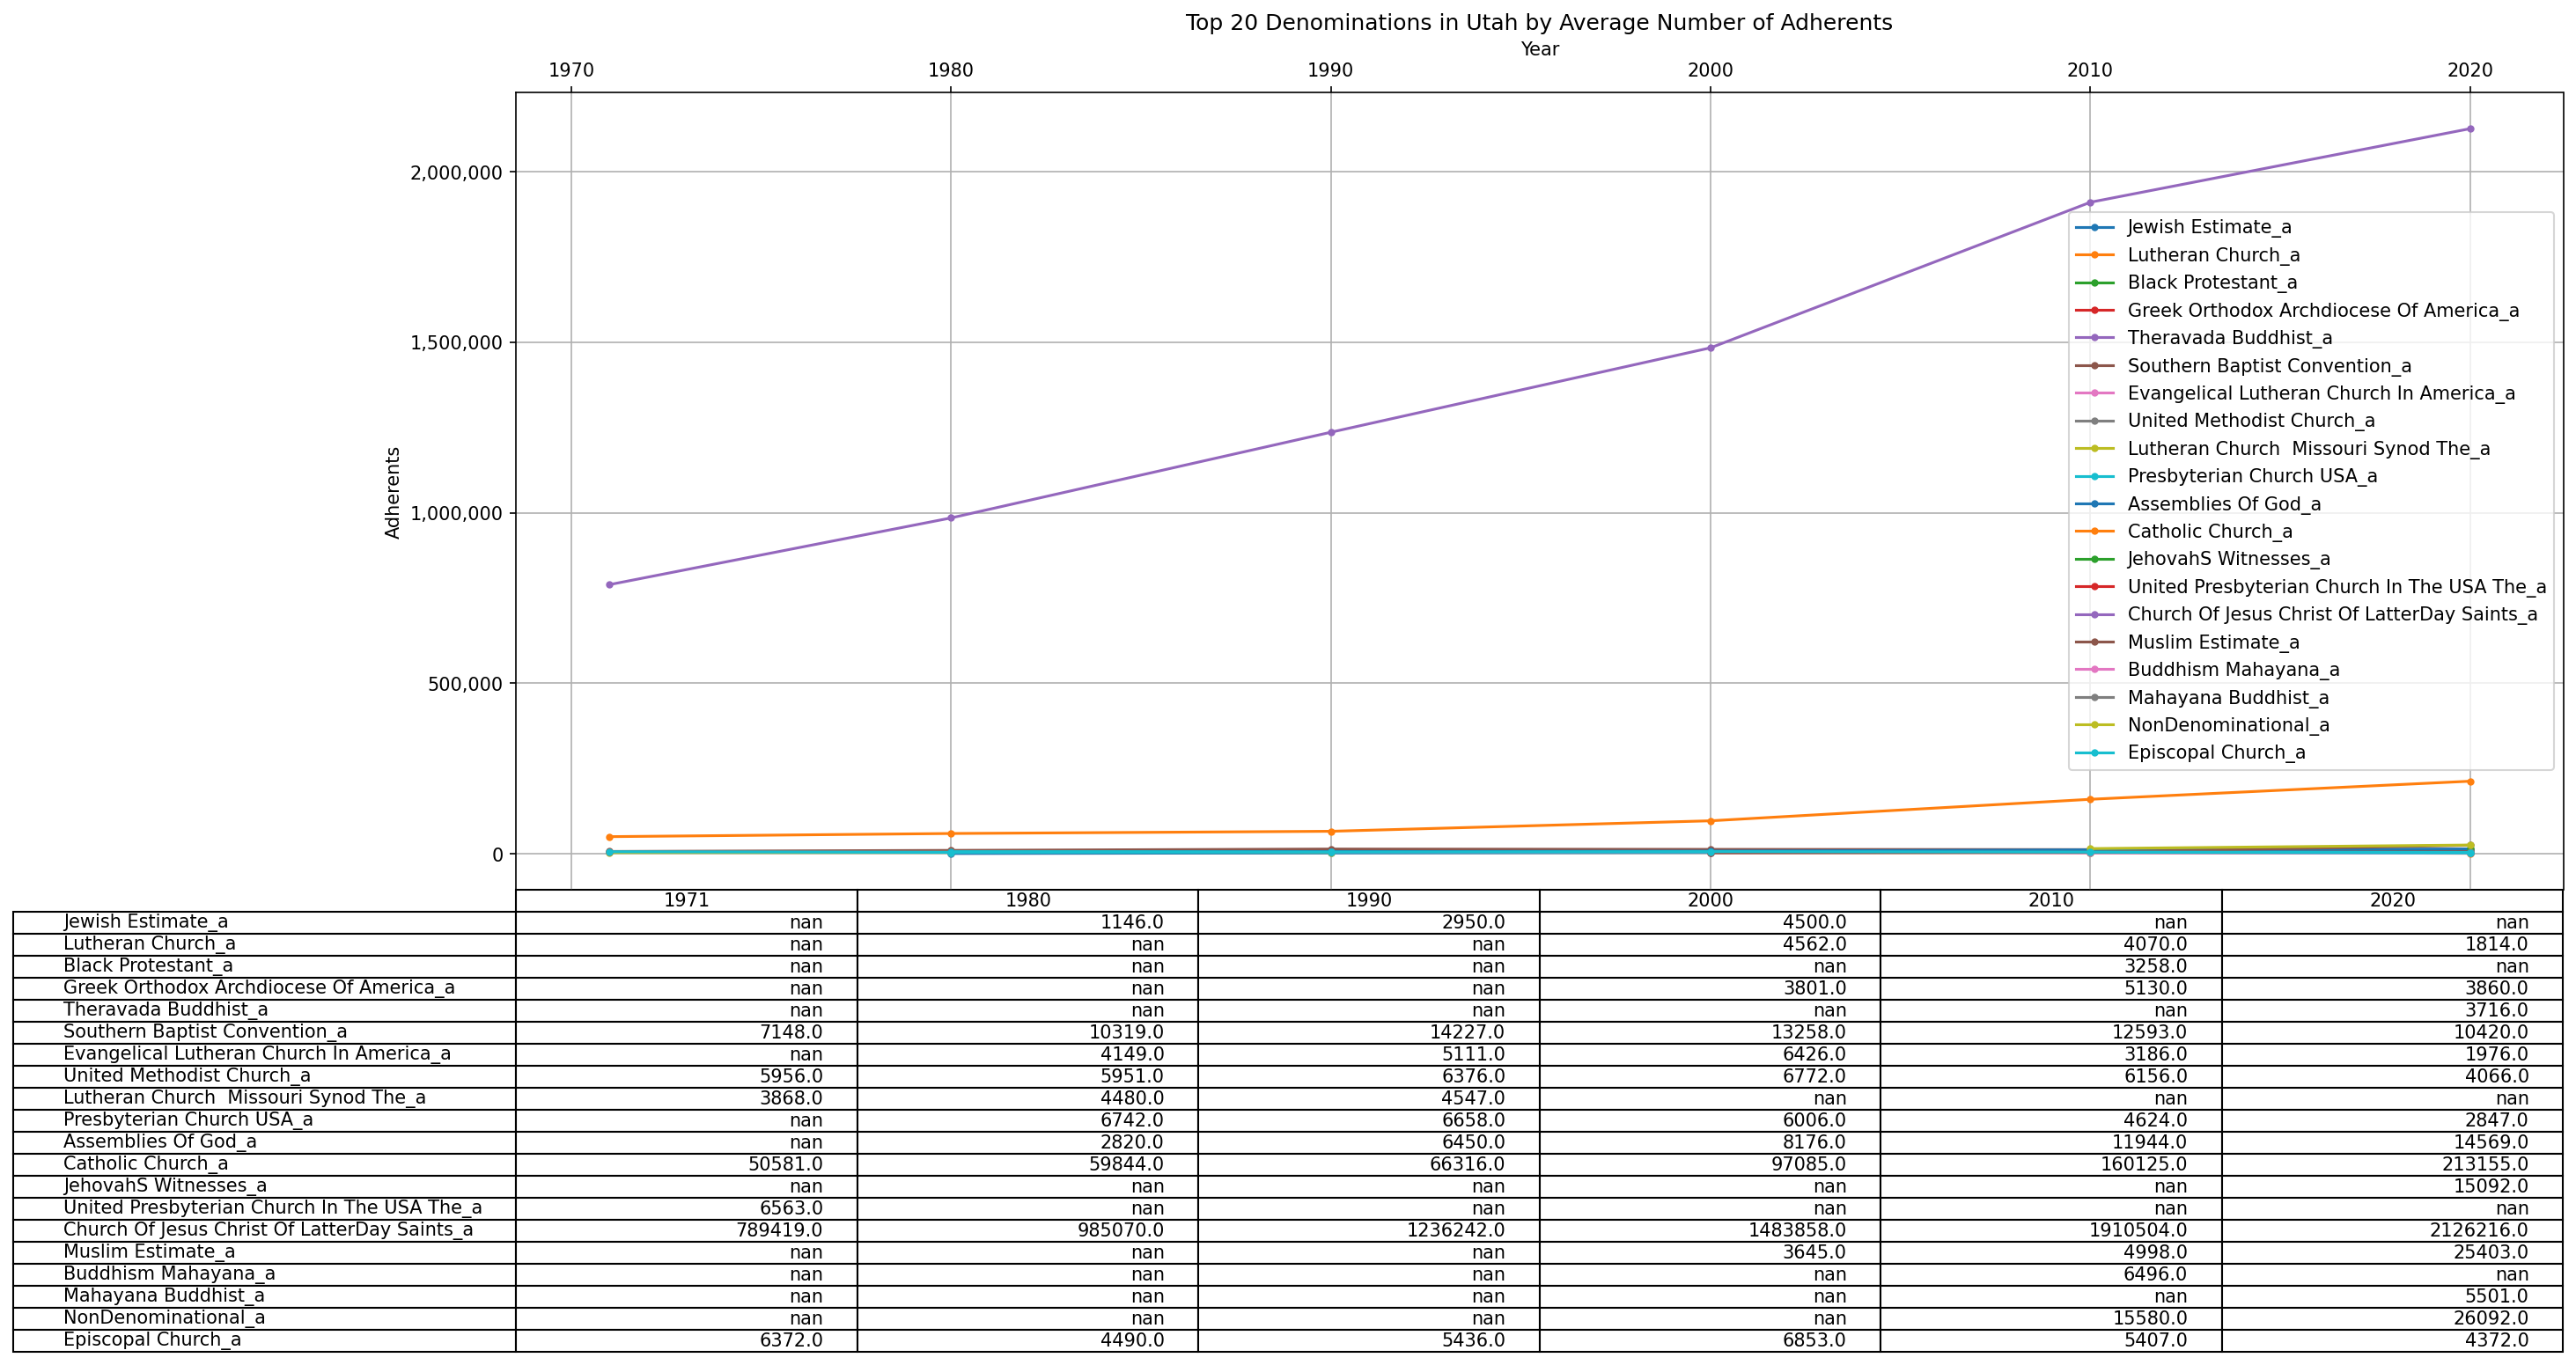 Top 20 Denominations in Utah by Average Number of Adherents
Year
1970 1980 1990 2000 2010 2020
2,000,000
1,500,000
1,000,000
500,000
0
Adherents
Jewish Estimate_a
Lutheran Church_a
Black Protestant_a
Greek Orthodox Archdiocese Of America_a
Theravada Buddhist_a
Southern Baptist Convention_a
Evangelical Lutheran Church In America_a
United Methodist Church_a
Lutheran Church  Missouri Synod The_a
Presbyterian Church USA_a
Assemblies Of God_a
Catholic Church_a
JehovahS Witnesses_a
United Presbyterian Church In The USA The_a
Church Of Jesus Christ Of LatterDay Saints_a
Muslim Estimate_a
Buddhism Mahayana_a
Mahayana Buddhist_a
NonDenominational_a
Episcopal Church_a
1971 1980 1990 2000 2010 2020
Jewish Estimate_a nan 1146.0 2950.0 4500.0 nan nan
Lutheran Church_a nan nan nan 4562.0 4070.0 1814.0
Black Protestant_a nan nan nan nan 3258.0 nan
Greek Orthodox Archdiocese Of America_a nan nan nan 3801.0 5130.0 3860.0
Theravada Buddhist_a nan nan nan nan nan 3716.0
Southern Baptist Convention_a 7148.0 10319.0 14227.0 13258.0 12593.0 10420.0
Evangelical Lutheran Church In America_a nan 4149.0 5111.0 6426.0 3186.0 1976.0
United Methodist Church_a 5956.0 5951.0 6376.0 6772.0 6156.0 4066.0
Lutheran Church  Missouri Synod The_a 3868.0 4480.0 4547.0 nan nan nan
Presbyterian Church USA_a nan 6742.0 6658.0 6006.0 4624.0 2847.0
Assemblies Of God_a nan 2820.0 6450.0 8176.0 11944.0 14569.0
Catholic Church_a 50581.0 59844.0 66316.0 97085.0 160125.0 213155.0
JehovahS Witnesses_a nan nan nan nan nan 15092.0
United Presbyterian Church In The USA The_a 6563.0 nan nan nan nan nan
Church Of Jesus Christ Of LatterDay Saints_a 789419.0 985070.0 1236242.0 1483858.0 1910504.0 2126216.0
Muslim Estimate_a nan nan nan 3645.0 4998.0 25403.0
Buddhism Mahayana_a nan nan nan nan 6496.0 nan
Mahayana Buddhist_a nan nan nan nan nan 5501.0
NonDenominational_a nan nan nan nan 15580.0 26092.0
Episcopal Church_a 6372.0 4490.0 5436.0 6853.0 5407.0 4372.0